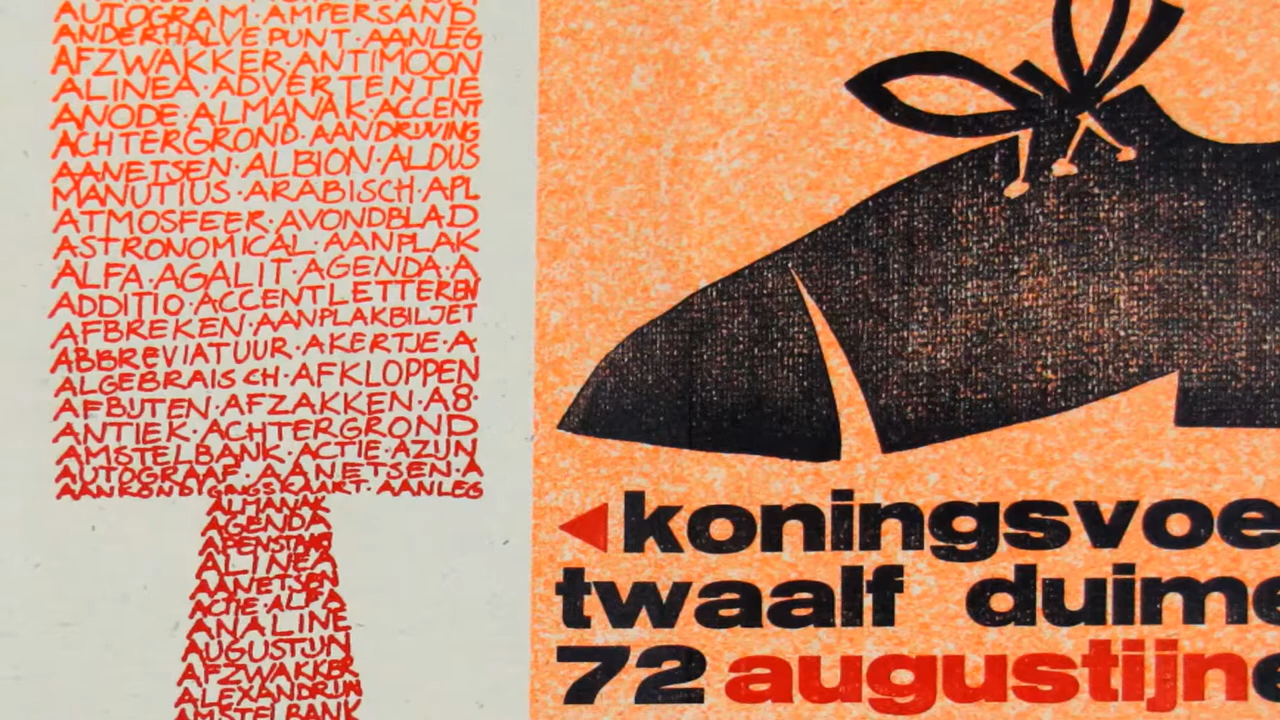 AUTOGRAM·AMPERSAND
ANDERHALVE PUNT·AANLEG
AFZWAKKER·ANTIMOON
ALINEA·ADVERTENTIE
ANODE·ALMANAK·ACCENT
ACHTERGROND·AANDRIJVING
AANETSEN·ALBION·ALDUS
MANUTIUS·ARABISCH·APL
ATMOSFEER·AVONDBLAD
ASTRONOMICAL·AANPLAK
ALFA·AGALIT·AGENDA·A
ADDITIO·ACCENTLETTEREN
AFBREKEN·AANPLAKBILJET
ABBREVIATUUR·AKERTJE·A
ALGEBRAISCH·AFKLOPPEN
AFBIJTEN·AFZAKKEN·A8·
ANTIEK·ACHTERGROND
AMSTELBANK·ACTIE·AZIJN
AUTOGRAAF·AANETSEN·A
AANKONDIGINGSKAART·AANLEG
ALMANAK
AGENDA
APENSTAART
ALINEA
AANETSEN
ACTIE·ALFA
ANALINE
AUGUSTIJN
AFZWAKKER
ALEXANDRIJN
AMSTELBANK
koningsvoe
twaalf duime
72 augustijne